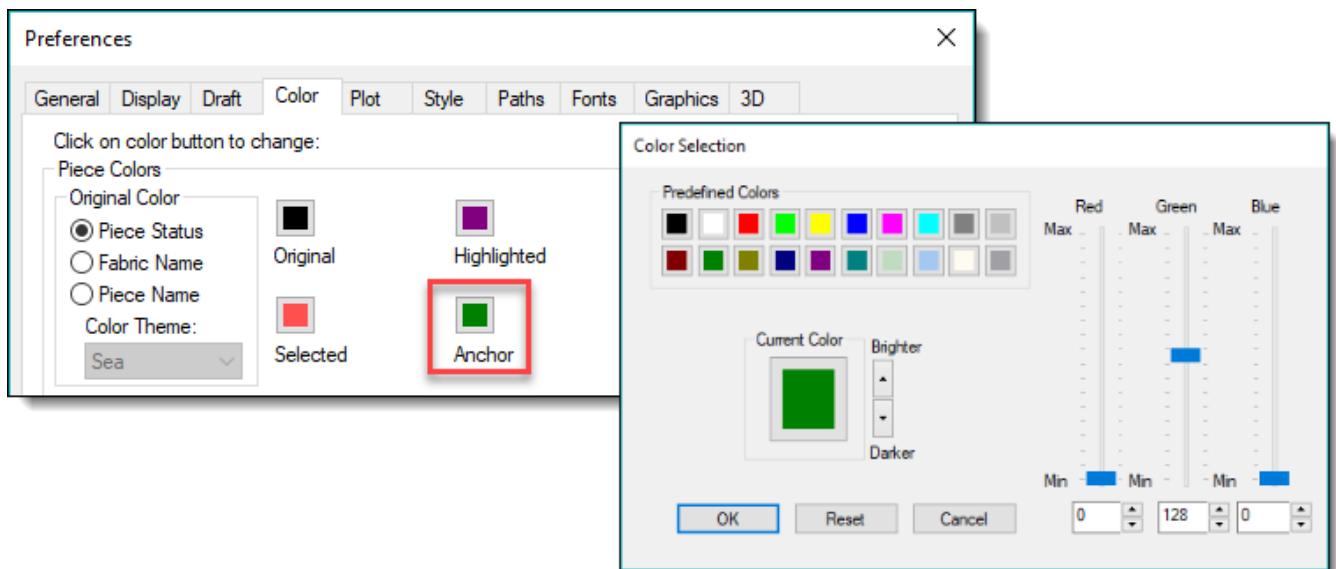 Preferences
General Display Draft Color Plot Style Paths Fonts Graphics 3D
Click on color button to change:
Piece Colors
Original Color
Piece Status
Fabric Name
Piece Name
Color Theme:
Sea
Original
Highlighted
Selected
Anchor
Color Selection
Predefined Colors
Current Color
Brighter
Darker
OK Reset Cancel
Red Green Blue
Max Max Max
Min Min Min
0 128 0